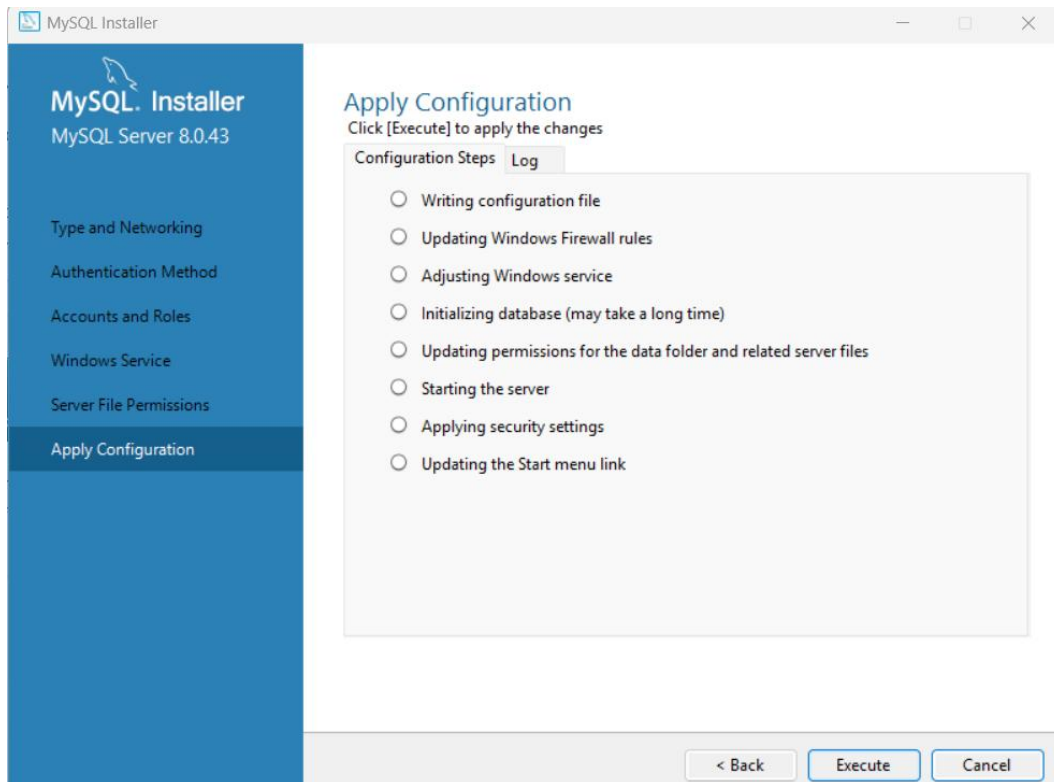 MySQL Installer
MySQL. Installer
MySQL Server 8.0.43
Type and Networking
Authentication Method
Accounts and Roles
Windows Service
Server File Permissions
Apply Configuration
Apply Configuration
Click [Execute] to apply the changes
Configuration Steps Log
Writing configuration file
Updating Windows Firewall rules
Adjusting Windows service
Initializing database (may take a long time)
Updating permissions for the data folder and related server files
Starting the server
Applying security settings
Updating the Start menu link
< Back Execute Cancel